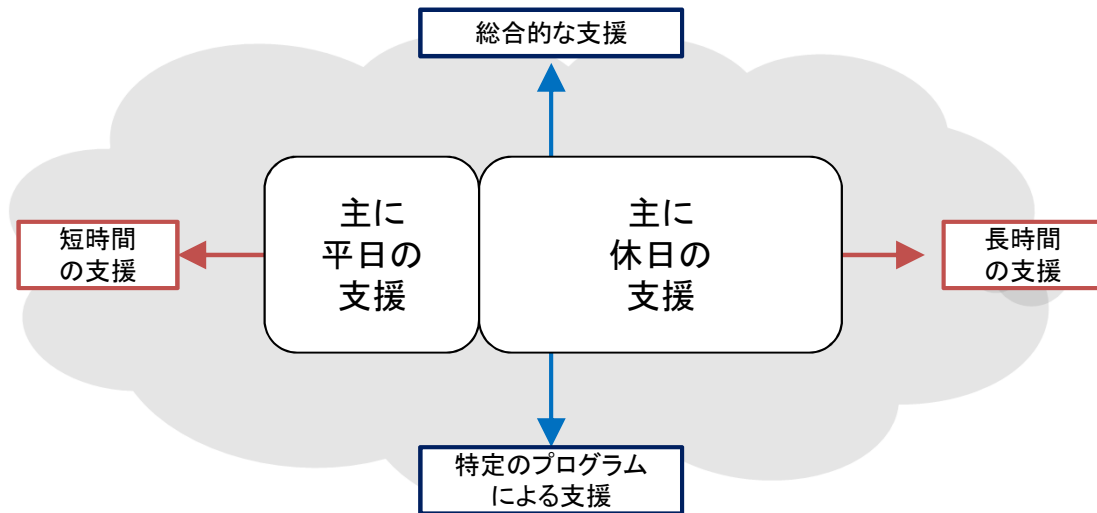 総合的な支援
主に
平日の
支援
主に
休日の
支援
短時間
の支援
長時間
の支援
特定のプログラム
による支援